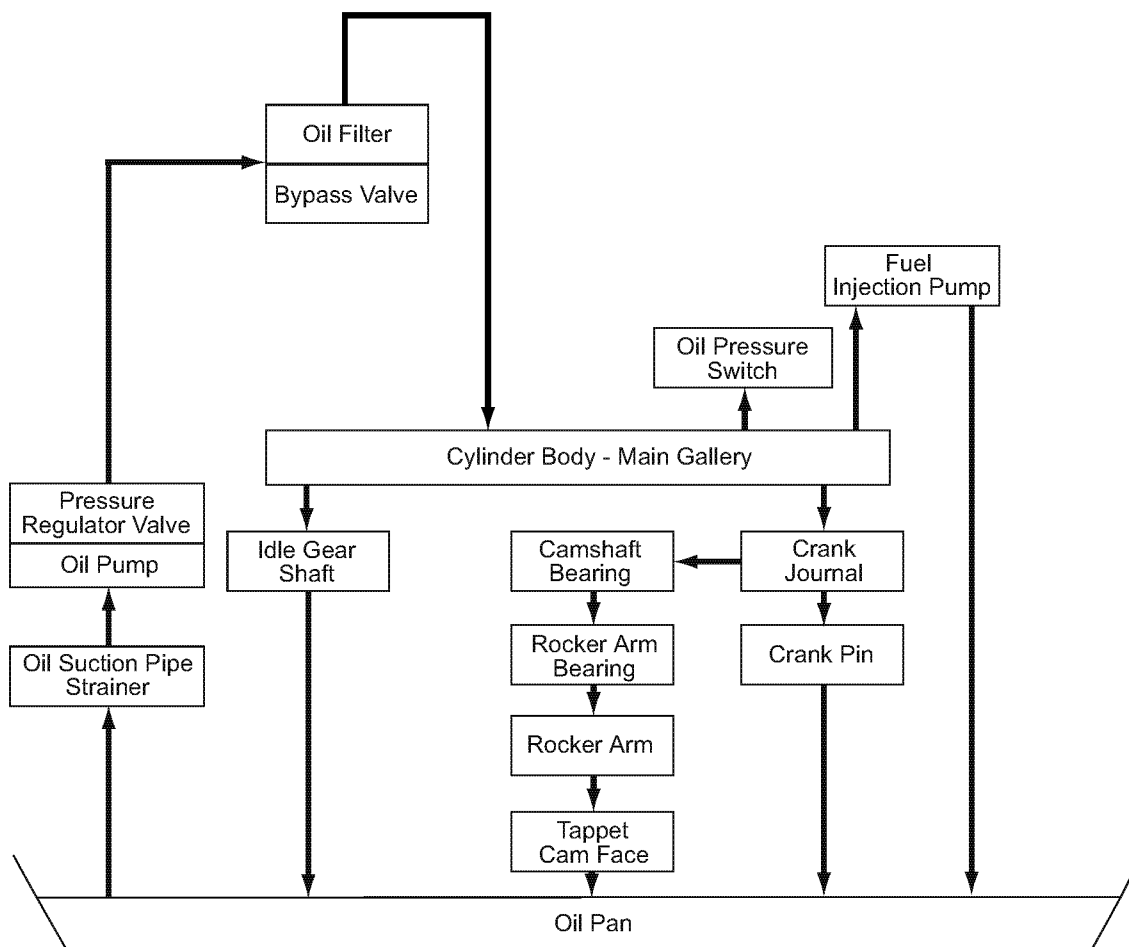 Oil Filter
Bypass Valve
Fuel
Injection Pump
Oil Pressure
Switch
Cylinder Body - Main Gallery
Pressure
Regulator Valve
Oil Pump
Idle Gear
Shaft
Camshaft
Bearing
Crank
Journal
Oil Suction Pipe
Strainer
Rocker Arm
Bearing
Crank Pin
Rocker Arm
Tappet
Cam Face
Oil Pan